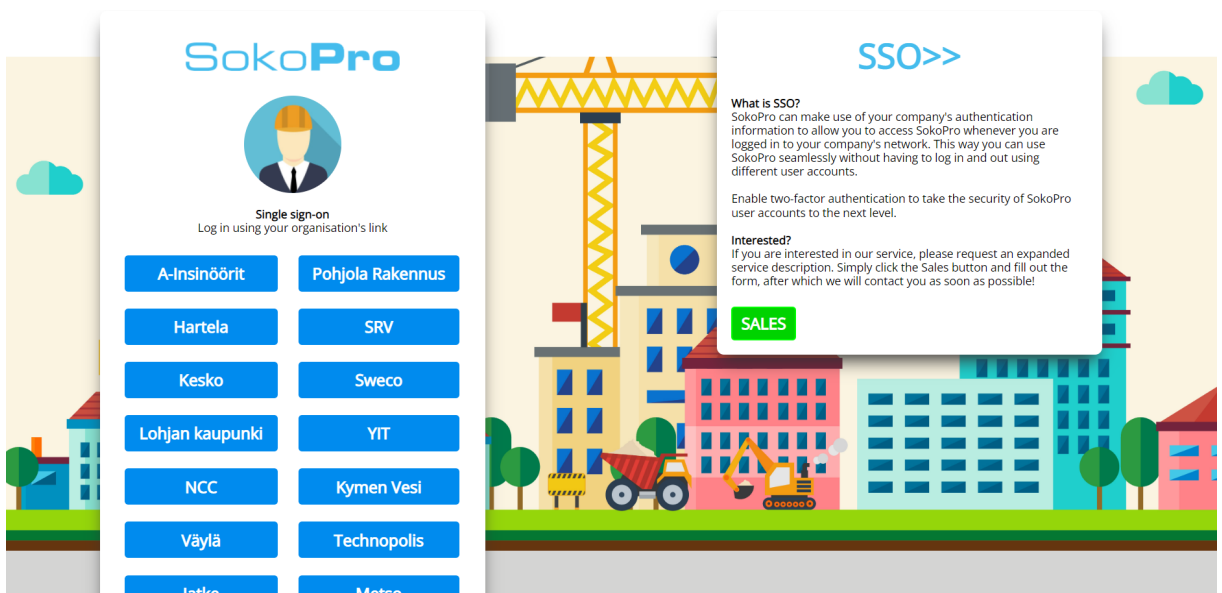 SokoPro
Single sign-on
Log in using your organisation's link
A-Insinöörit
Pohjola Rakennus
Hartela
SRV
Kesko
Sweco
Lohjan kaupunki
YIT
NCC
Kymen Vesi
Väylä
Technopolis
Jatke
Metso
SSO>>
What is SSO?
SokoPro can make use of your company's authentication
information to allow you to access SokoPro whenever you are
logged in to your company's network. This way you can use
SokoPro seamlessly without having to log in and out using
different user accounts.
Enable two-factor authentication to take the security of SokoPro
user accounts to the next level.
Interested?
If you are interested in our service, please request an expanded
service description. Simply click the Sales button and fill out the
form, after which we will contact you as soon as possible!
SALES